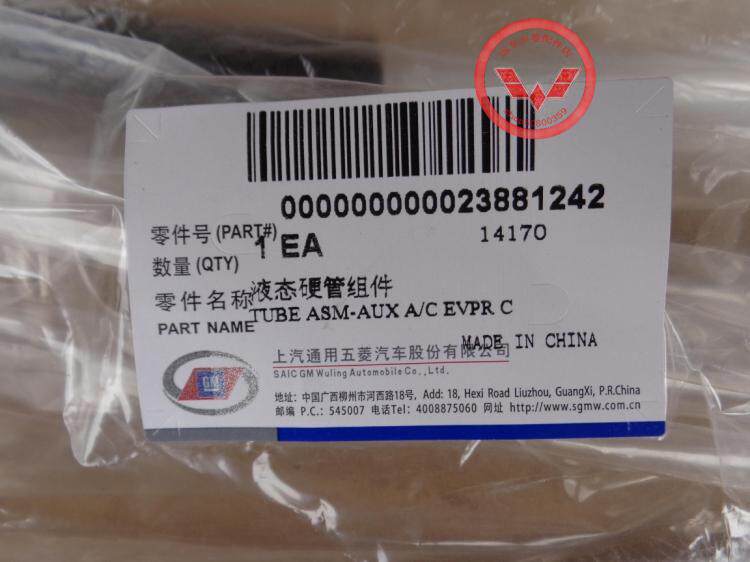 000000000023881242
零件号 (PART#)
14170
数量 (QTY) 1 EA
零件名称 液态硬管组件
PART NAME TUBE ASM-AUX A/C EVPR C
MADE IN CHINA
GM
上汽通用五菱汽车股份有限公司
SAIC GM Wuling Automobile Co., Ltd.
地址: 中国广西柳州市河西路18号, Add: 18, Hexi Road Liuzhou, GuangXi, P.R.China
邮编 P.C.: 545007 电话Tel: 4008875060 网址 http://www.sgmw.com.cn